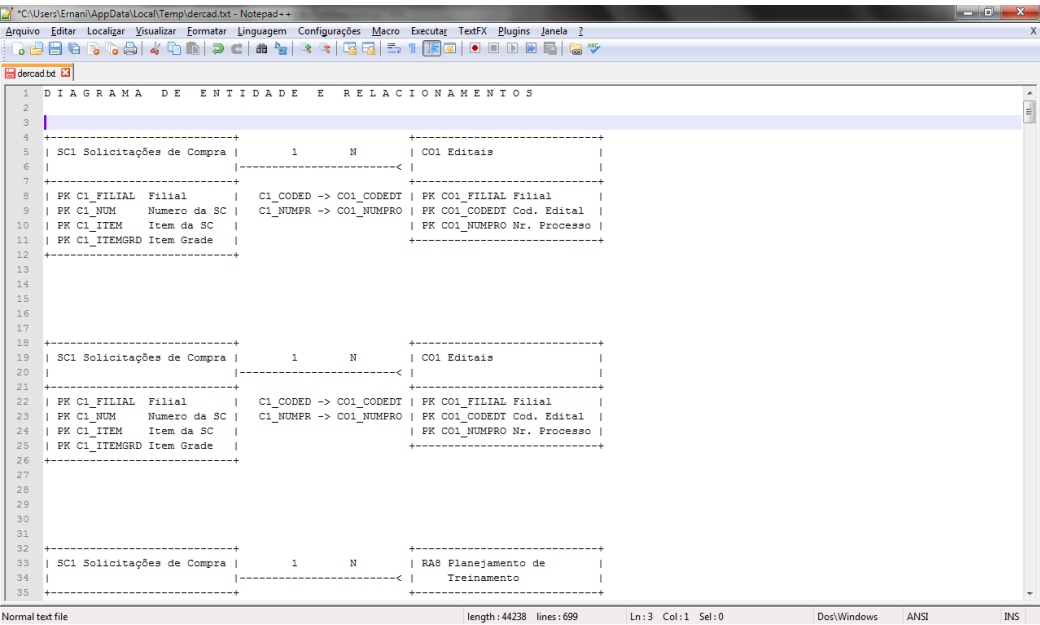 *C:\Users\Ernani\AppData\Local\Temp\dercad.txt - Notepad++
Arquivo Editar Localizar Visualizar Formatar Linguagem Configurações Macro Executar TextFX Plugins Janela ? X
dercad.txt
1 D I A G R A M A   D E   E N T I D A D E   E   R E L A C I O N A M E N T O S
2
3
4 +----------------------------+                          +---------------------------+
5 | SC1 Solicitações de Compra |        1       N         | CO1 Editais               |
6 |                            |------------------------< |                           |
7 +----------------------------+                          +---------------------------+
8 | PK C1_FILIAL  Filial       |   C1_CODED -> CO1_CODEDT | PK CO1_FILIAL Filial      |
9 | PK C1_NUM     Numero da SC |   C1_NUMPR -> CO1_NUMPRO | PK CO1_CODEDT Cod. Edital |
10 | PK C1_ITEM    Item da SC   |                          | PK CO1_NUMPRO Nr. Processo |
11 | PK C1_ITEMGRD Item Grade   |                          +---------------------------+
12 +----------------------------+
13
14
15
16
17
18 +----------------------------+                          +---------------------------+
19 | SC1 Solicitações de Compra |        1       N         | CO1 Editais               |
20 |                            |------------------------< |                           |
21 +----------------------------+                          +---------------------------+
22 | PK C1_FILIAL  Filial       |   C1_CODED -> CO1_CODEDT | PK CO1_FILIAL Filial      |
23 | PK C1_NUM     Numero da SC |   C1_NUMPR -> CO1_NUMPRO | PK CO1_CODEDT Cod. Edital |
24 | PK C1_ITEM    Item da SC   |                          | PK CO1_NUMPRO Nr. Processo |
25 | PK C1_ITEMGRD Item Grade   |                          +---------------------------+
26 +----------------------------+
27
28
29
30
31
32 +----------------------------+                          +---------------------------+
33 | SC1 Solicitações de Compra |        1       N         | RA8 Planejamento de       |
34 |                            |------------------------< |     Treinamento           |
35 +----------------------------+                          +---------------------------+
Normal text file length : 44238 lines : 699 Ln : 3 Col : 1 Sel : 0 Dos\Windows ANSI INS